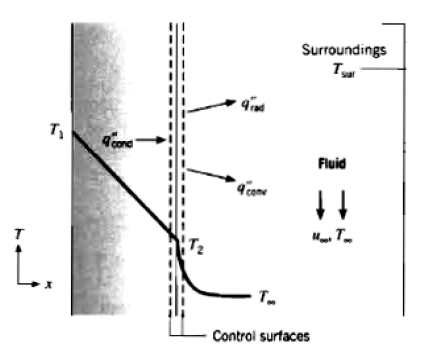 Surroundings
T_sur
q''_rad
T_1
q''_cond
Fluid
q''_conv
T
T_2
u_∞, T_∞
x
T_∞
Control surfaces